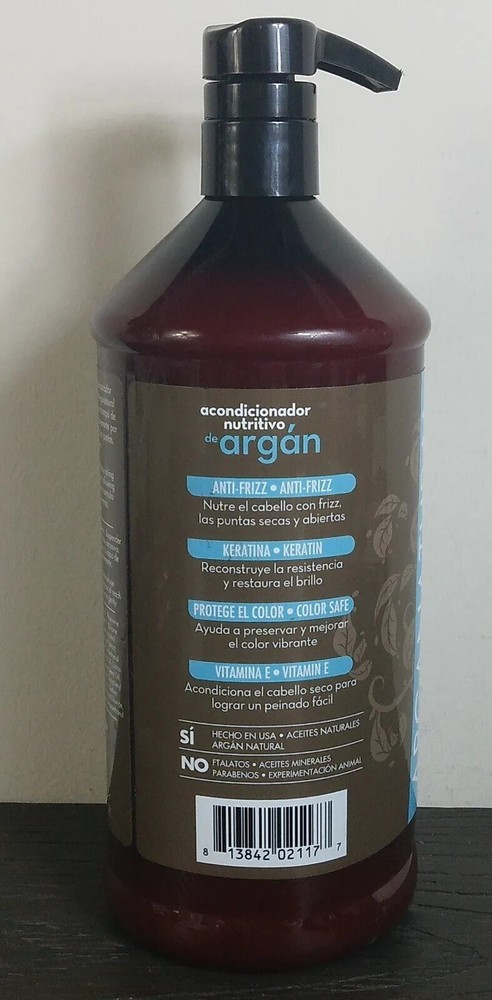 acondicionador
nutritivo
de argán
ANTI-FRIZZ • ANTI-FRIZZ
Nutre el cabello con frizz,
las puntas secas y abiertas
KERATINA • KERATIN
Reconstruye la resistencia
y restaura el brillo
PROTEGE EL COLOR • COLOR SAFE
Ayuda a preservar y mejorar
el color vibrante
VITAMINA E • VITAMIN E
Acondiciona el cabello seco para
lograr un peinado fácil
SÍ HECHO EN USA • ACEITES NATURALES
ARGÁN NATURAL
NO FTALATOS • ACEITES MINERALES
PARABENOS • EXPERIMENTACIÓN ANIMAL
8 13842 02117 7